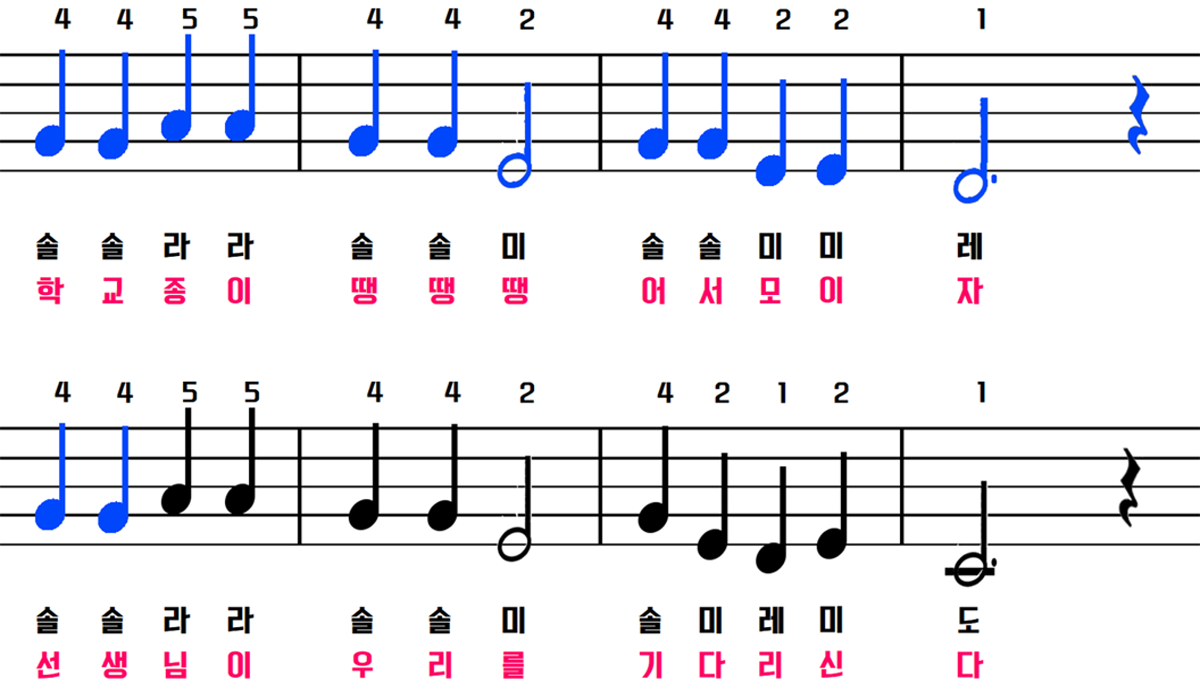 4 4 5 5 4 4 2 4 4 2 2 1
솔 솔 라 라 솔 솔 미 솔 솔 미 미 레
학 교 종 이 땡 땡 땡 어 서 모 이 자
4 4 5 5 4 4 2 4 2 1 2 1
솔 솔 라 라 솔 솔 미 솔 미 레 미 도
선 생 님 이 우 리 를 기 다 리 신 다